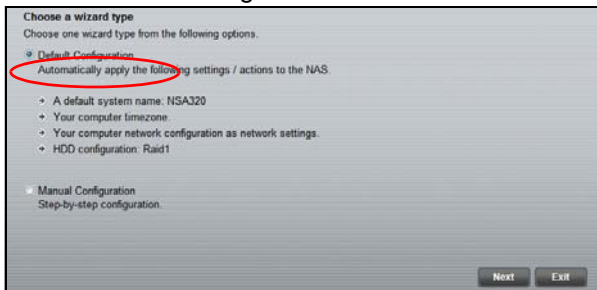 Choose a wizard type
Choose one wizard type from the following options.
Default Configuration
Automatically apply the following settings / actions to the NAS.
A default system name: NSA320
Your computer timezone.
Your computer network configuration as network settings.
HDD configuration: Raid1
Manual Configuration
Step-by-step configuration.
Next Exit